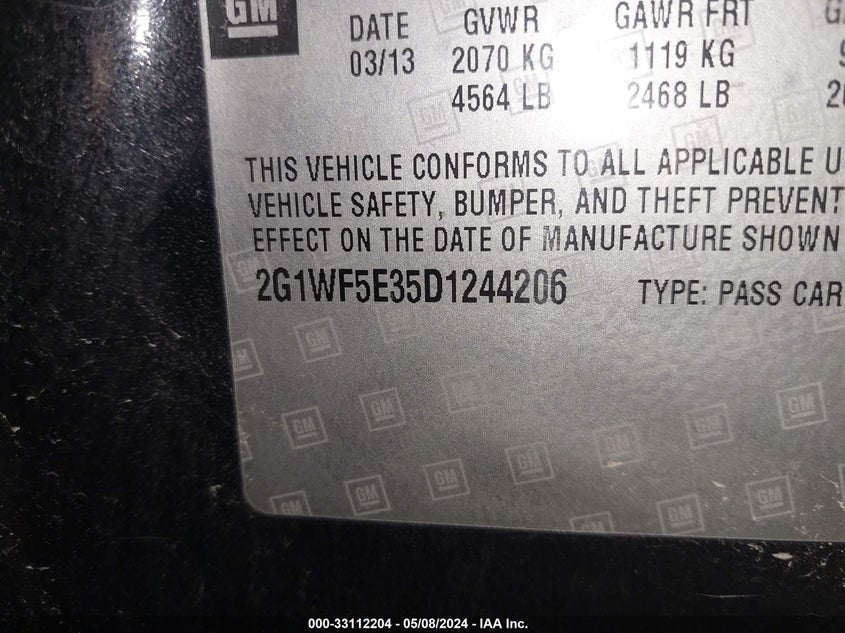 GM
DATE GVWR GAWR FRT
03/13 2070 KG 1119 KG
4564 LB 2468 LB
THIS VEHICLE CONFORMS TO ALL APPLICABLE U
VEHICLE SAFETY, BUMPER, AND THEFT PREVENT
EFFECT ON THE DATE OF MANUFACTURE SHOWN
2G1WF5E35D1244206 TYPE: PASS CAR
000-33112204 - 05/08/2024 - IAA Inc.